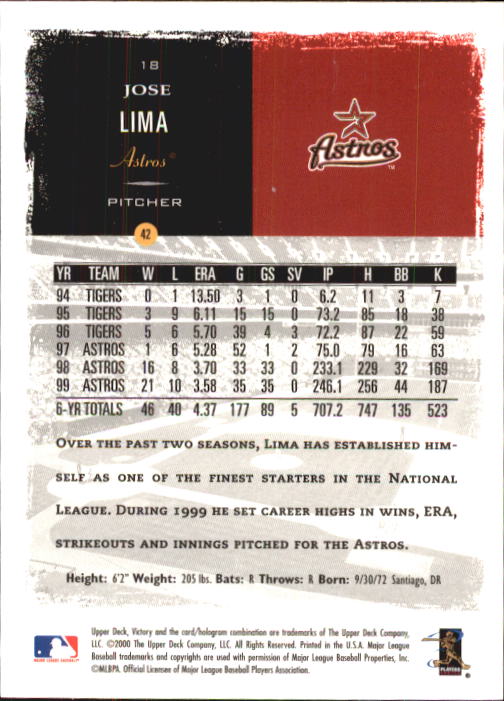 18
JOSE
LIMA
Astros®
PITCHER
Astros™
42
YR TEAM W L ERA G GS SV IP H BB K
94 TIGERS 0 1 13.50 3 1 0 6.2 11 3 7
95 TIGERS 3 9 6.11 15 15 0 73.2 85 18 38
96 TIGERS 5 6 5.70 39 4 3 72.2 87 22 59
97 ASTROS 1 6 5.28 52 1 2 75.0 79 16 63
98 ASTROS 16 8 3.70 33 33 0 233.1 229 32 169
99 ASTROS 21 10 3.58 35 35 0 246.1 256 44 187
6-YR TOTALS 46 40 4.37 177 89 5 707.2 747 135 523
OVER THE PAST TWO SEASONS, LIMA HAS ESTABLISHED HIM-
SELF AS ONE OF THE FINEST STARTERS IN THE NATIONAL
LEAGUE. DURING 1999 HE SET CAREER HIGHS IN WINS, ERA,
STRIKEOUTS AND INNINGS PITCHED FOR THE ASTROS.
Height: 6'2" Weight: 205 lbs. Bats: R Throws: R Born: 9/30/72 Santiago, DR
Upper Deck, Victory and the card/hologram combination are trademarks of The Upper Deck Company,
LLC. ©2000 The Upper Deck Company, LLC. All Rights Reserved. Printed in the U.S.A. Major League
Baseball trademarks and copyrights are used with permission of Major League Baseball Properties, Inc.
©MLBPA. Official Licensee of Major League Baseball Players Association.
MAJOR LEAGUE BASEBALL
PLAYERS
®